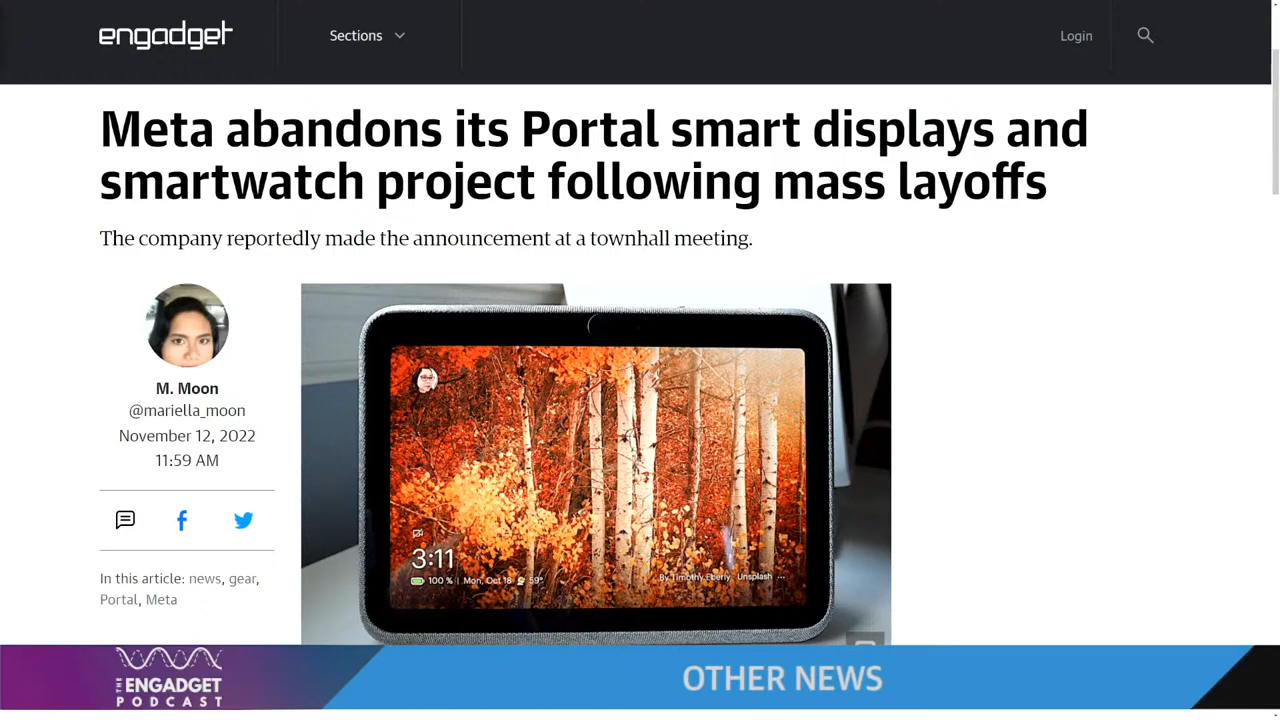 engadget
Sections
Login
Meta abandons its Portal smart displays and
smartwatch project following mass layoffs
The company reportedly made the announcement at a townhall meeting.
M. Moon
@mariella_moon
November 12, 2022
11:59 AM
In this article: news, gear,
Portal, Meta
3:11
100 % | Mon, Oct 18 59°
By Timothy Eberly, Unsplash ...
THE ENGADGET
PODCAST
OTHER NEWS